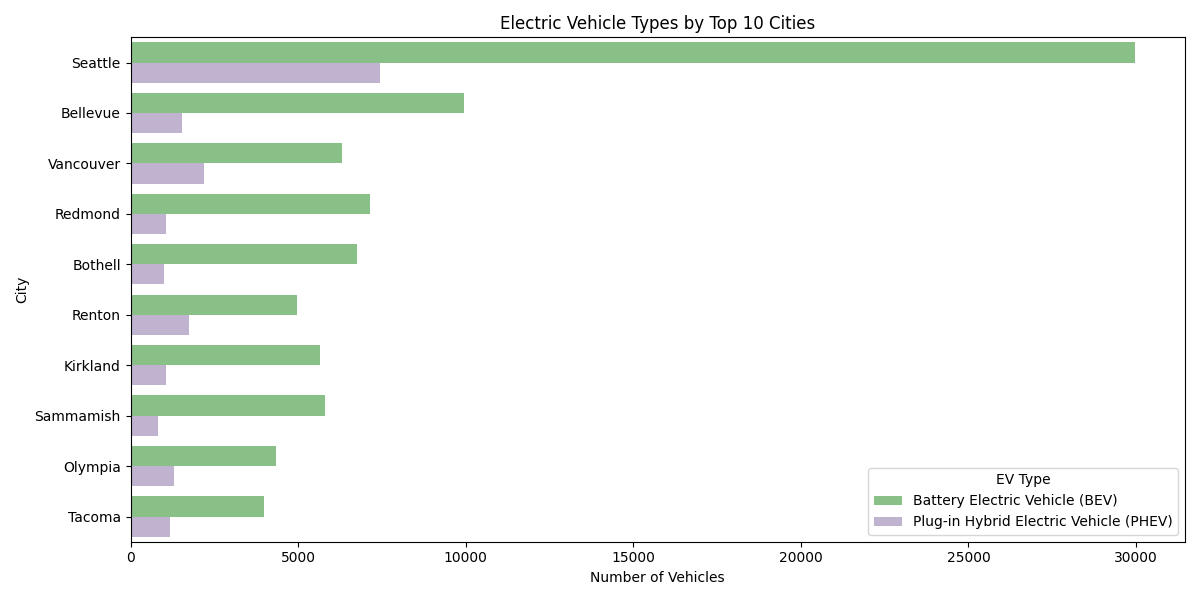 Electric Vehicle Types by Top 10 Cities
City
Seattle
Bellevue
Vancouver
Redmond
Bothell
Renton
Kirkland
Sammamish
Olympia
Tacoma
EV Type
Battery Electric Vehicle (BEV)
Plug-in Hybrid Electric Vehicle (PHEV)
0 5000 10000 15000 20000 25000 30000
Number of Vehicles